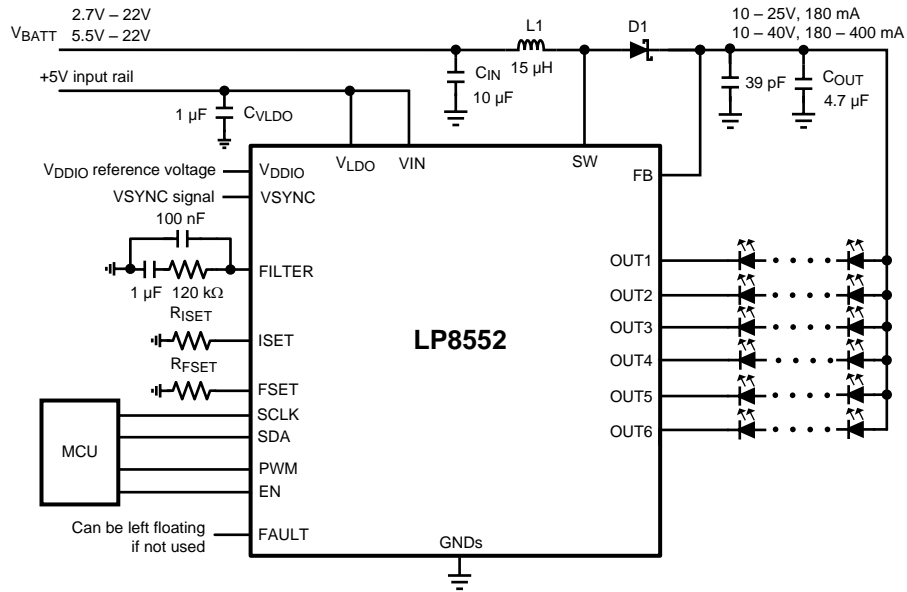 2.7V – 22V
VBATT 5.5V – 22V
L1
15 µH
D1
10 – 25V, 180 mA
10 – 40V, 180 – 400 mA
CIN
10 µF
39 pF
COUT
4.7 µF
+5V input rail
1 µF
CVLDO
VLDO
VIN
SW
FB
VDDIO reference voltage
VDDIO
VSYNC signal
VSYNC
100 nF
1 µF
120 kΩ
FILTER
RISET
ISET
RFSET
FSET
MCU
SCLK
SDA
PWM
EN
Can be left floating
if not used
FAULT
LP8552
GNDs
OUT1
OUT2
OUT3
OUT4
OUT5
OUT6